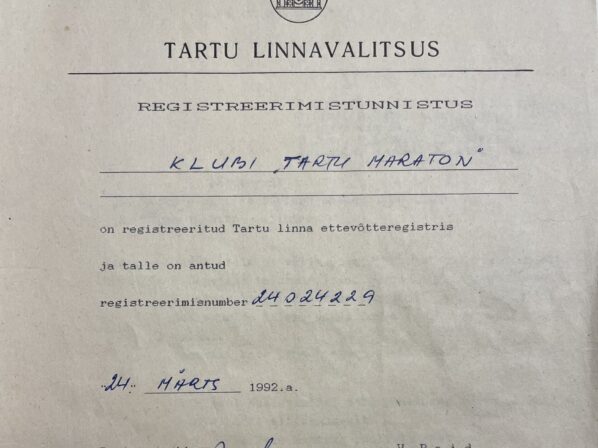 TARTU LINNAVALITSUS
REGISTREERIMISTUNNISTUS
KLUBI „TARTU MARATON"
on registreeritud Tartu linna ettevõtteregistris
ja talle on antud
registreerimisnumber 24024229
"24" MÄRTS 1992.a.